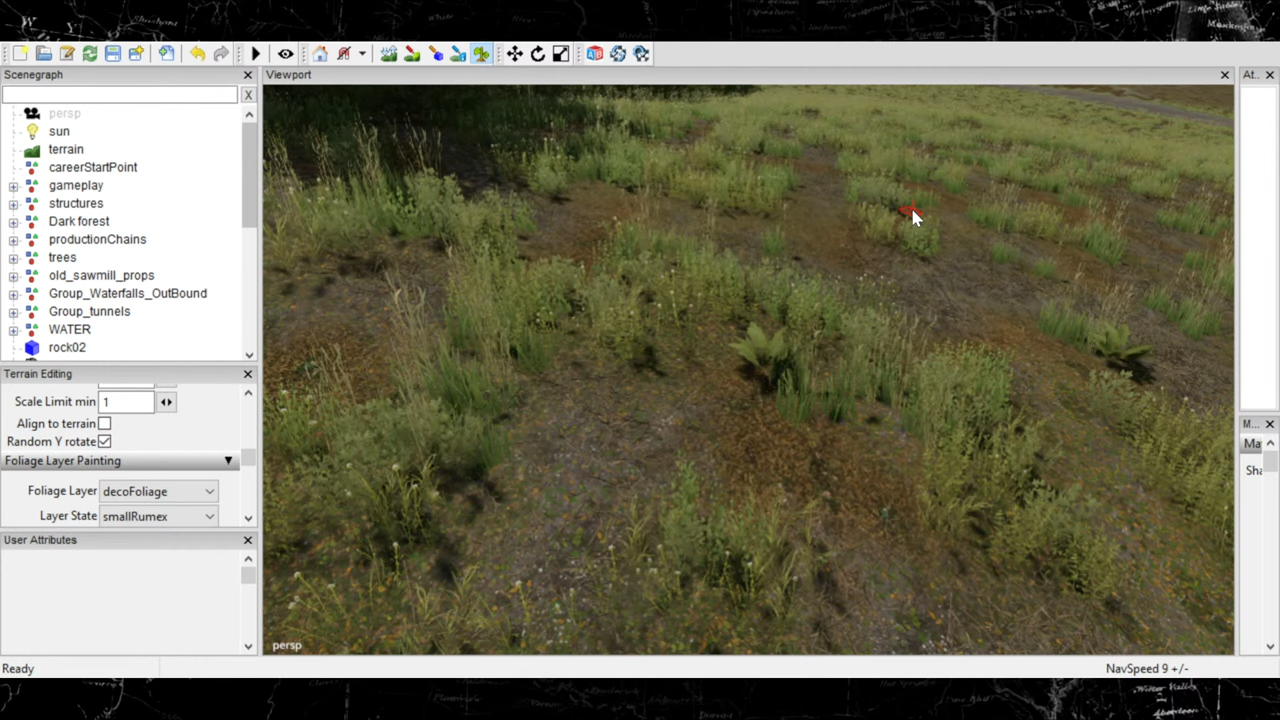 Scenegraph
Viewport
At..
X
persp
sun
terrain
careerStartPoint
gameplay
structures
Dark forest
productionChains
trees
old_sawmill_props
Group_Waterfalls_OutBound
Group_tunnels
WATER
rock02
Terrain Editing
Scale Limit min 1
Align to terrain
Random Y rotate
Foliage Layer Painting
Foliage Layer decoFoliage
Layer State smallRumex
User Attributes
M...
Ma
Sha
persp
Ready
NavSpeed 9 +/-